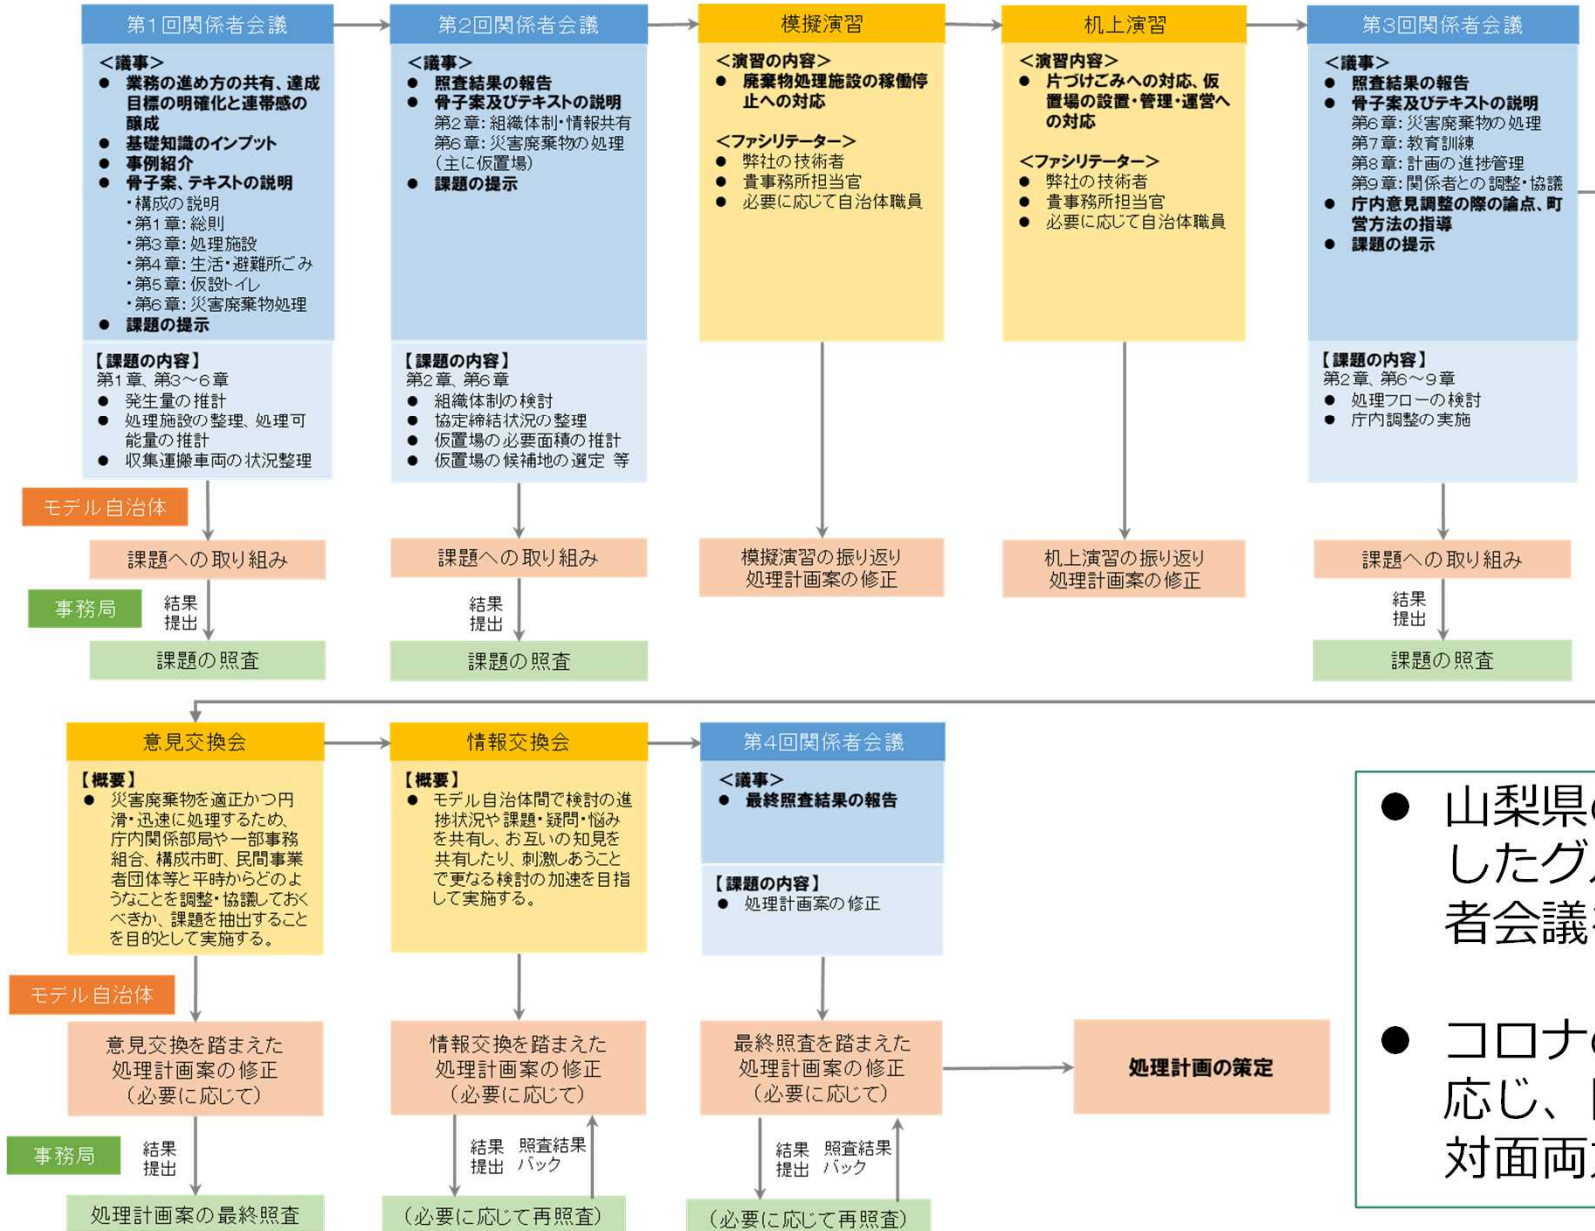 第1回関係者会議
<議事>
● 業務の進め方の共有、達成
目標の明確化と連帯感の
醸成
● 基礎知識のインプット
● 事例紹介
● 骨子案、テキストの説明
・構成の説明
・第1章：総則
・第3章：処理施設
・第4章：生活・避難所ごみ
・第5章：仮設トイレ
・第6章：災害廃棄物処理
● 課題の提示
【課題の内容】
第1章、第3～6章
● 発生量の推計
● 処理施設の整理、処理可
能量の推計
● 収集運搬車両の状況整理
第2回関係者会議
<議事>
● 照査結果の報告
● 骨子案及びテキストの説明
第2章：組織体制・情報共有
第6章：災害廃棄物の処理
（主に仮置場）
● 課題の提示
【課題の内容】
第2章、第6章
● 組織体制の検討
● 協定締結状況の整理
● 仮置場の必要面積の推計
● 仮置場の候補地の選定 等
模擬演習
<演習の内容>
● 廃棄物処理施設の稼働停
止への対応
<ファシリテーター>
● 弊社の技術者
● 貴事務所担当官
● 必要に応じて自治体職員
机上演習
<演習内容>
● 片づけごみへの対応、仮
置場の設置・管理・運営へ
の対応
<ファシリテーター>
● 弊社の技術者
● 貴事務所担当官
● 必要に応じて自治体職員
第3回関係者会議
<議事>
● 照査結果の報告
● 骨子案及びテキストの説明
第6章：災害廃棄物の処理
第7章：教育訓練
第8章：計画の進捗管理
第9章：関係者との調整・協議
● 庁内意見調整の際の論点、町
営方法の指導
● 課題の提示
【課題の内容】
第2章、第6～9章
● 処理フローの検討
● 庁内調整の実施
モデル自治体
課題への取り組み
課題への取り組み
模擬演習の振り返り
処理計画案の修正
机上演習の振り返り
処理計画案の修正
課題への取り組み
事務局
結果
提出
結果
提出
結果
提出
課題の照査
課題の照査
課題の照査
意見交換会
【概要】
● 災害廃棄物を適正かつ円
滑・迅速に処理するため、
庁内関係部局や一部事務
組合、構成市町、民間事業
者団体等と平時からどのよ
うなことを調整・協議しておく
べきか、課題を抽出すること
を目的として実施する。
情報交換会
【概要】
● モデル自治体間で検討の進
捗状況や課題・疑問・悩み
を共有し、お互いの知見を
共有したり、刺激しあうこと
で更なる検討の加速を目指
して実施する。
第4回関係者会議
<議事>
● 最終照査結果の報告
【課題の内容】
● 処理計画案の修正
モデル自治体
意見交換を踏まえた
処理計画案の修正
（必要に応じて）
情報交換を踏まえた
処理計画案の修正
（必要に応じて）
最終照査を踏まえた
処理計画案の修正
（必要に応じて）
処理計画の策定
事務局
結果
提出
結果
提出
照査結果
バック
結果
提出
照査結果
バック
処理計画案の最終照査
（必要に応じて再照査）
（必要に応じて再照査）
● 山梨県
したグ
者会議
● コロナ
応じ、
対面両